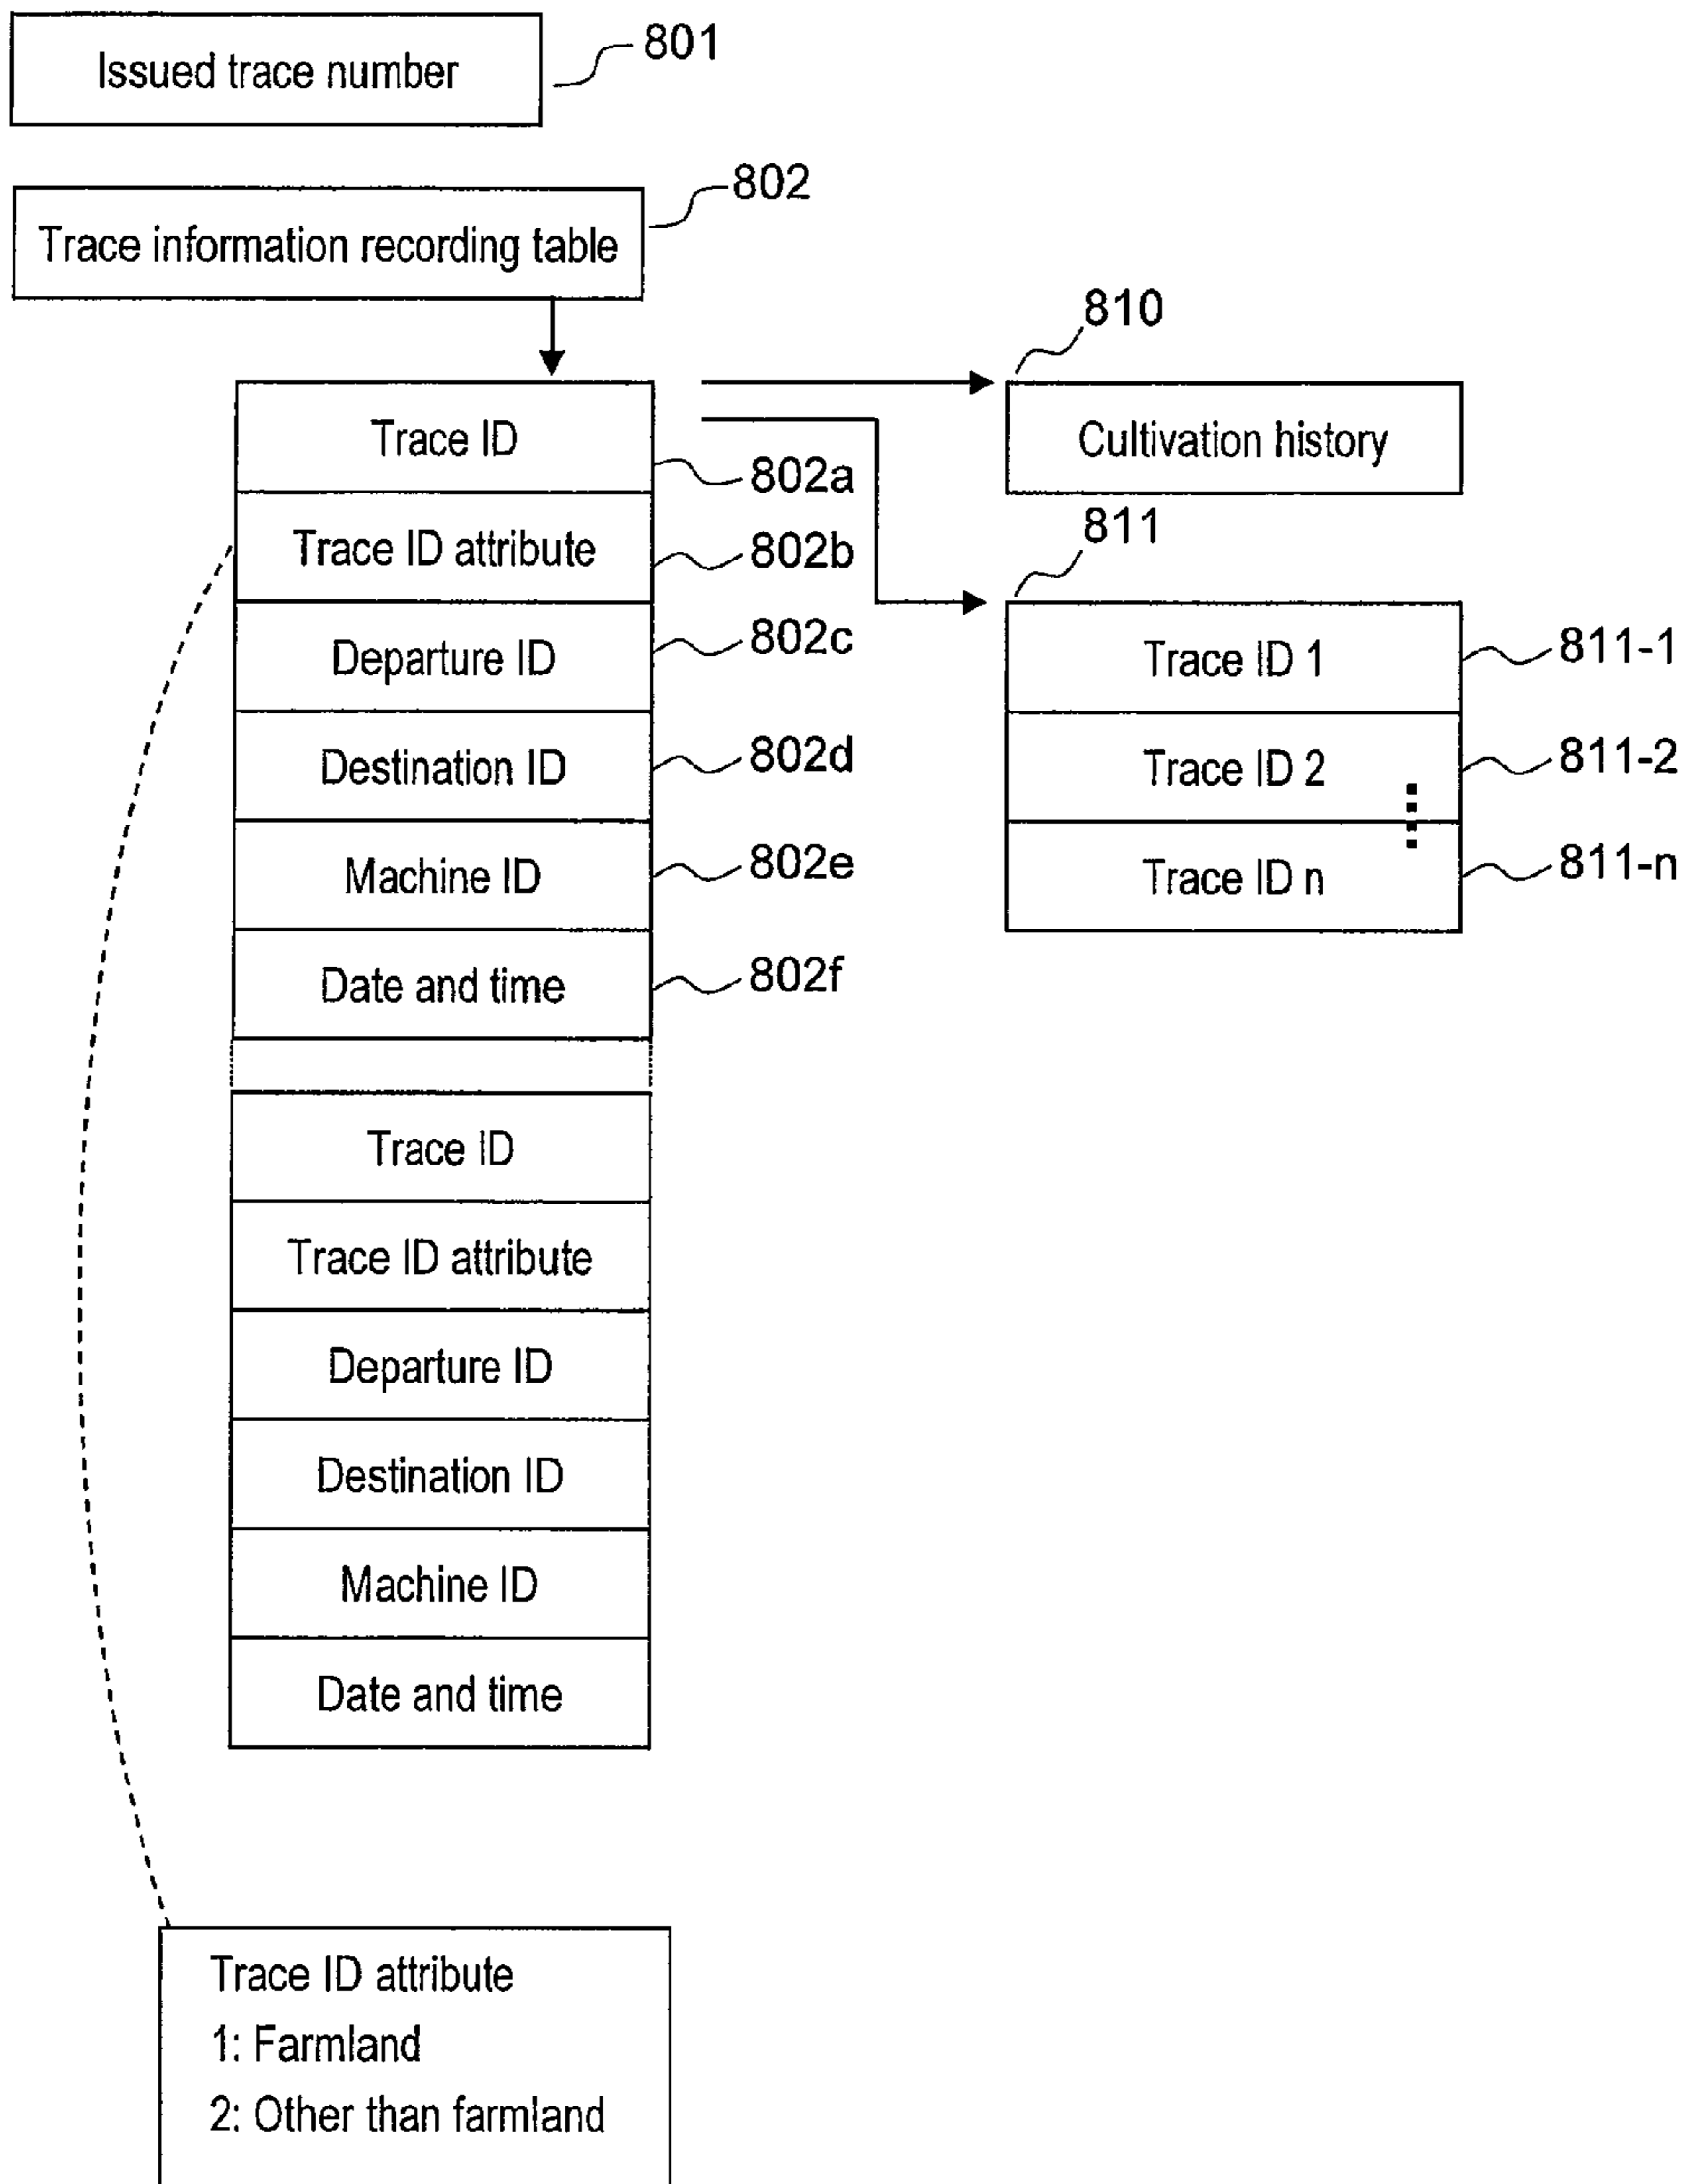 Issued trace number
801
Trace information recording table
802
810
Trace ID
802a
Cultivation history
811
Trace ID attribute
802b
Departure ID
802c
Trace ID 1
811-1
Destination ID
802d
Trace ID 2
811-2
Machine ID
802e
Trace ID n
811-n
Date and time
802f
Trace ID
Trace ID attribute
Departure ID
Destination ID
Machine ID
Date and time
Trace ID attribute
1: Farmland
2: Other than farmland